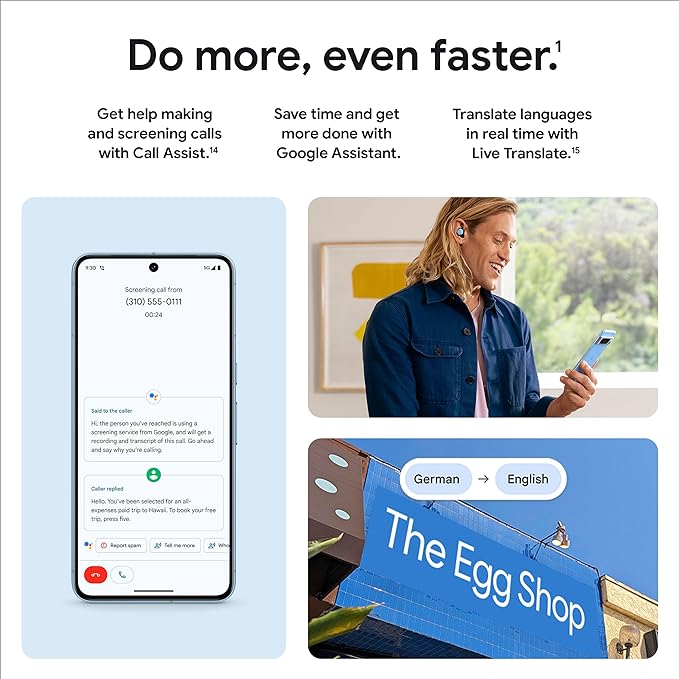 Do more, even faster.¹
Get help making
and screening calls
with Call Assist.¹⁴
Save time and get
more done with
Google Assistant.
Translate languages
in real time with
Live Translate.¹⁵
9:30
5G
Screening call from
(310) 555-0111
00:24
Said to the caller
Hi, the person you've reached is using a
screening service from Google, and will get a
recording and transcript of this call. Go ahead
and say why you're calling.
Caller replied
Hello. You've been selected for an all-
expenses paid trip to Hawaii. To book your free
trip, press five.
Report spam
Tell me more
Who
German → English
The Egg Shop